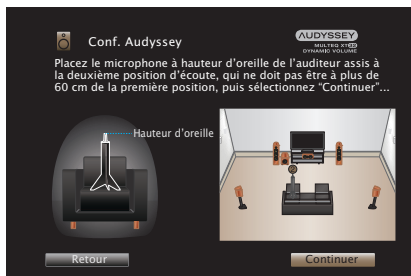 Conf. Audyssey
AUDYSSEY
MULTEQ XT32
DYNAMIC VOLUME
Placez le microphone à hauteur d’oreille de l’auditeur assis à
la deuxième position d’écoute, qui ne doit pas être à plus de
60 cm de la première position, puis sélectionnez “Continuer”...
Hauteur d’oreille
Retour
Continuer